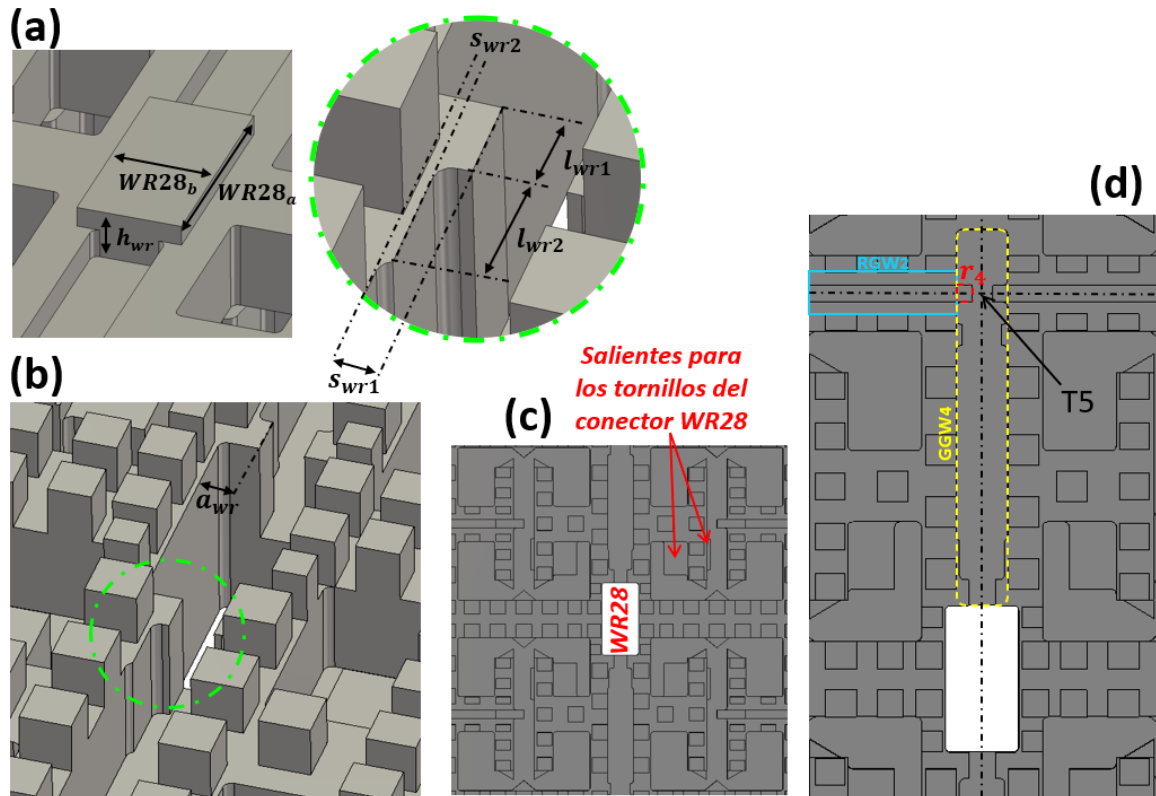 (a)
WR28b
WR28a
hwr
swr2
lwr1
lwr2
swr1
(b)
awr
(c)
Salientes para
los tornillos del
conector WR28
WR28
(d)
RGW2
r4
T5
GGW4